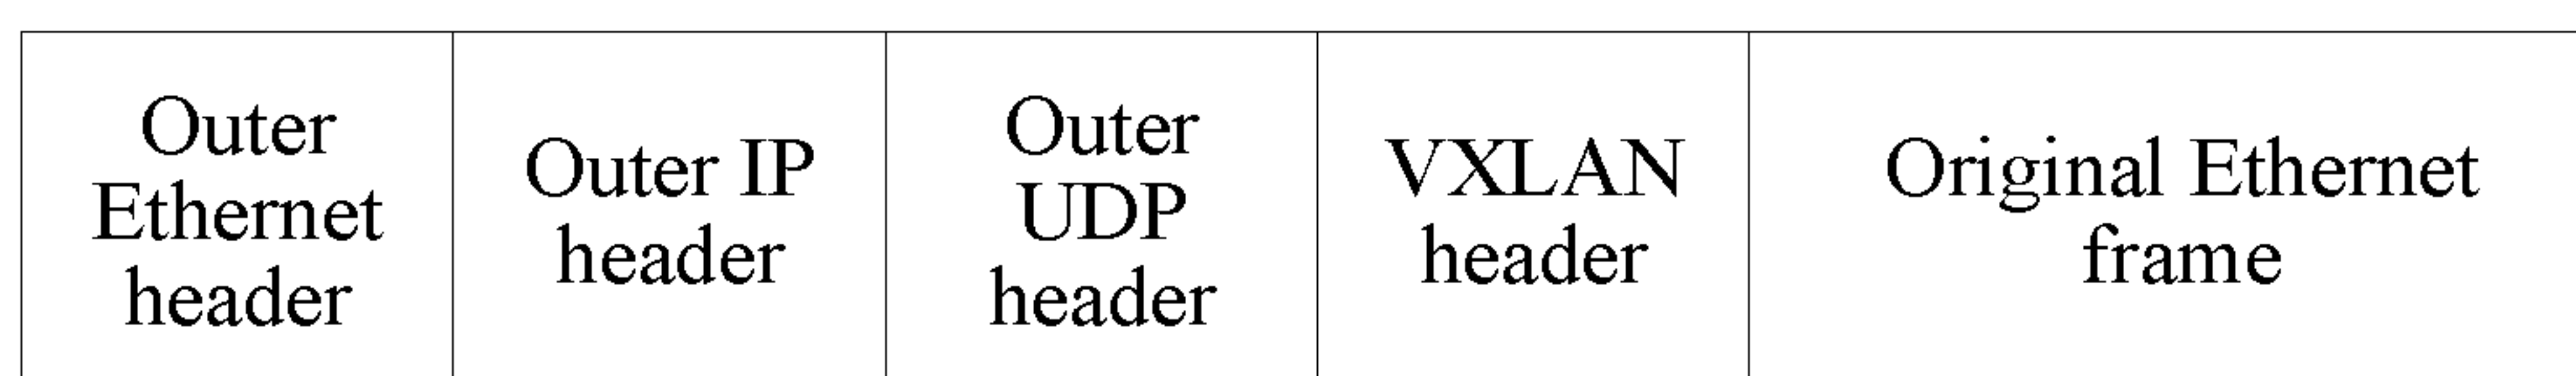 Outer
Ethernet
header
Outer IP
header
Outer
UDP
header
VXLAN
header
Original Ethernet
frame